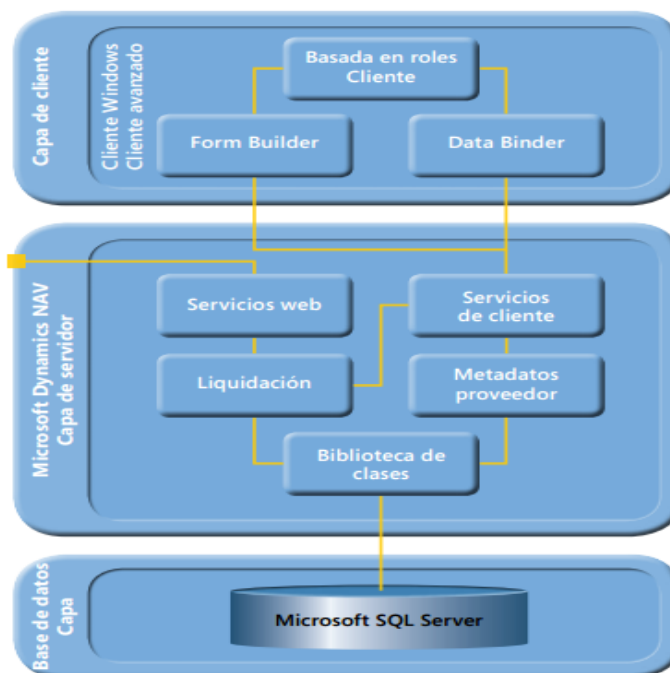 Capa de cliente
Cliente Windows
Cliente avanzado
Basada en roles
Cliente
Form Builder
Data Binder
Microsoft Dynamics NAV
Capa de servidor
Servicios web
Servicios
de cliente
Liquidación
Metadatos
proveedor
Biblioteca de
clases
Base de datos
Capa
Microsoft SQL Server